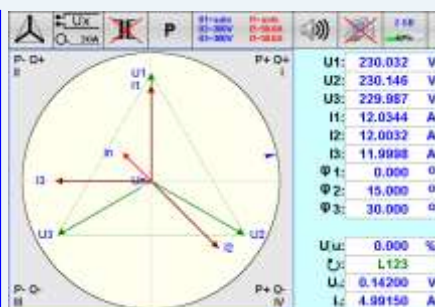 Ux
P
P- Q+
II
P+ Q+
I
U1
I1
In
I3
U3
U2
I2
P- Q-
III
P+ Q-
IV
U1: 230.032 V
U2: 230.146 V
U3: 229.987 V
I1: 12.0344 A
I2: 12.0032 A
I3: 11.9998 A
φ1: 0.000 °
φ2: 15.000 °
φ3: 30.000 °
0.000 %
L123
0.14200 V
4.99150 A